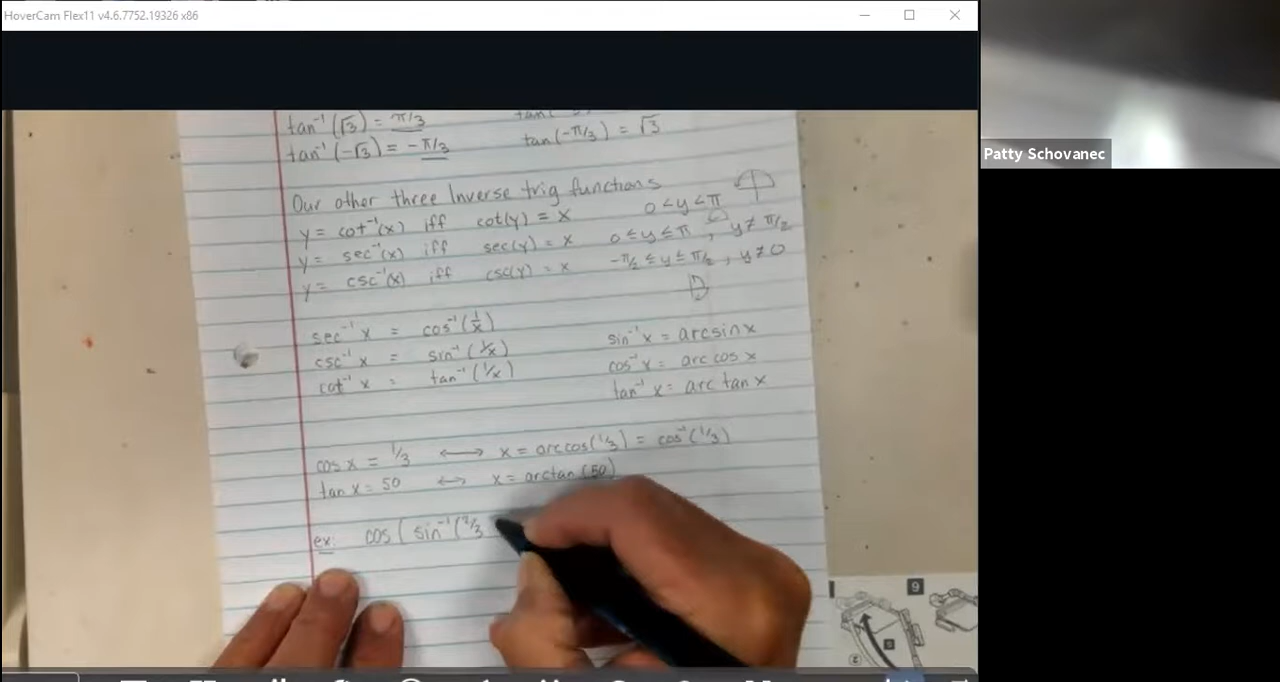 HoverCam Flex11 v4.6.7752.19326 x86
tan⁻¹(√3) = π/3
tan⁻¹(-√3) = -π/3 tan(-π/3) = √3
Our other three Inverse trig functions
y = cot⁻¹(x) iff cot(y) = x 0 < y < π
y = sec⁻¹(x) iff sec(y) = x 0 ≤ y ≤ π , y ≠ π/2
y = csc⁻¹(x) iff csc(y) = x -π/2 ≤ y ≤ π/2 , y ≠ 0
sec⁻¹ x = cos⁻¹(1/x)
csc⁻¹ x = sin⁻¹(1/x) sin⁻¹x = arcsin x
cot⁻¹ x = tan⁻¹(1/x) cos⁻¹x = arc cos x
tan⁻¹ x = arc tan x
cos x = 1/3 ⟷ x = arccos(1/3) = cos⁻¹(1/3)
tan x = 50 ⟷ x = arctan(50)
ex: cos(sin⁻¹(2/3
9
8
Patty Schovanec